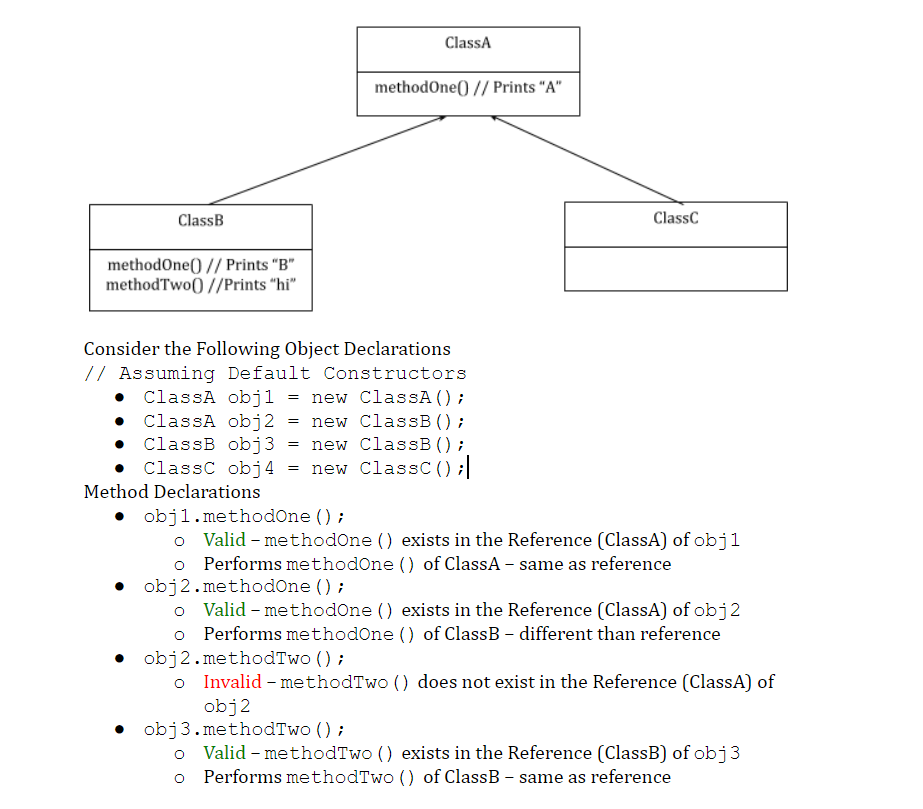 ClassA
methodOne() // Prints "A"
ClassB
methodOne() // Prints "B"
methodTwo() //Prints "hi"
ClassC
Consider the Following Object Declarations
// Assuming Default Constructors
● ClassA obj1 = new ClassA();
● ClassA obj2 = new ClassB();
● ClassB obj3 = new ClassB();
● ClassC obj4 = new ClassC();
Method Declarations
● obj1.methodOne();
○ Valid – methodOne() exists in the Reference (ClassA) of obj1
○ Performs methodOne() of ClassA – same as reference
● obj2.methodOne();
○ Valid – methodOne() exists in the Reference (ClassA) of obj2
○ Performs methodOne() of ClassB – different than reference
● obj2.methodTwo();
○ Invalid – methodTwo() does not exist in the Reference (ClassA) of
obj2
● obj3.methodTwo();
○ Valid – methodTwo() exists in the Reference (ClassB) of obj3
○ Performs methodTwo() of ClassB – same as reference